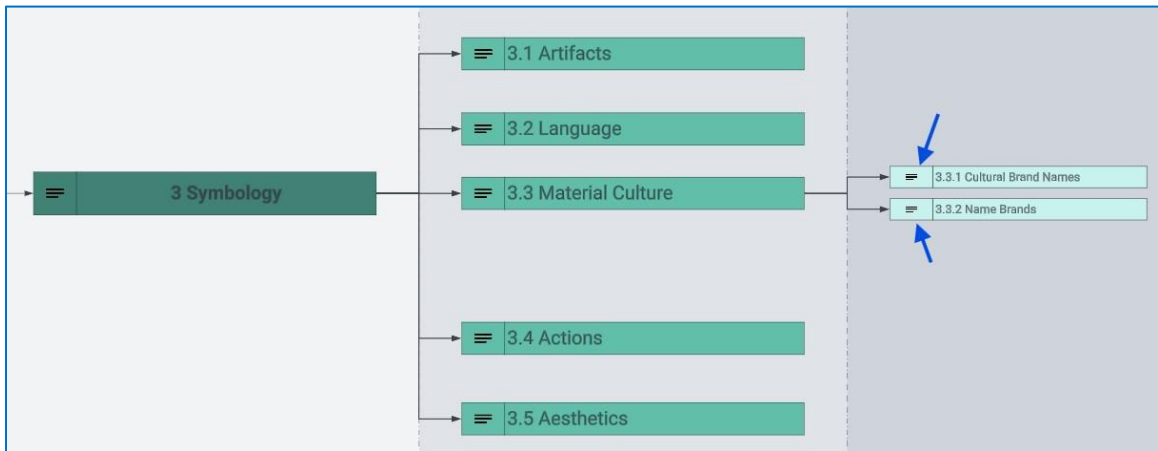 3 Symbology
3.1 Artifacts
3.2 Language
3.3 Material Culture
3.3.1 Cultural Brand Names
3.3.2 Name Brands
3.4 Actions
3.5 Aesthetics